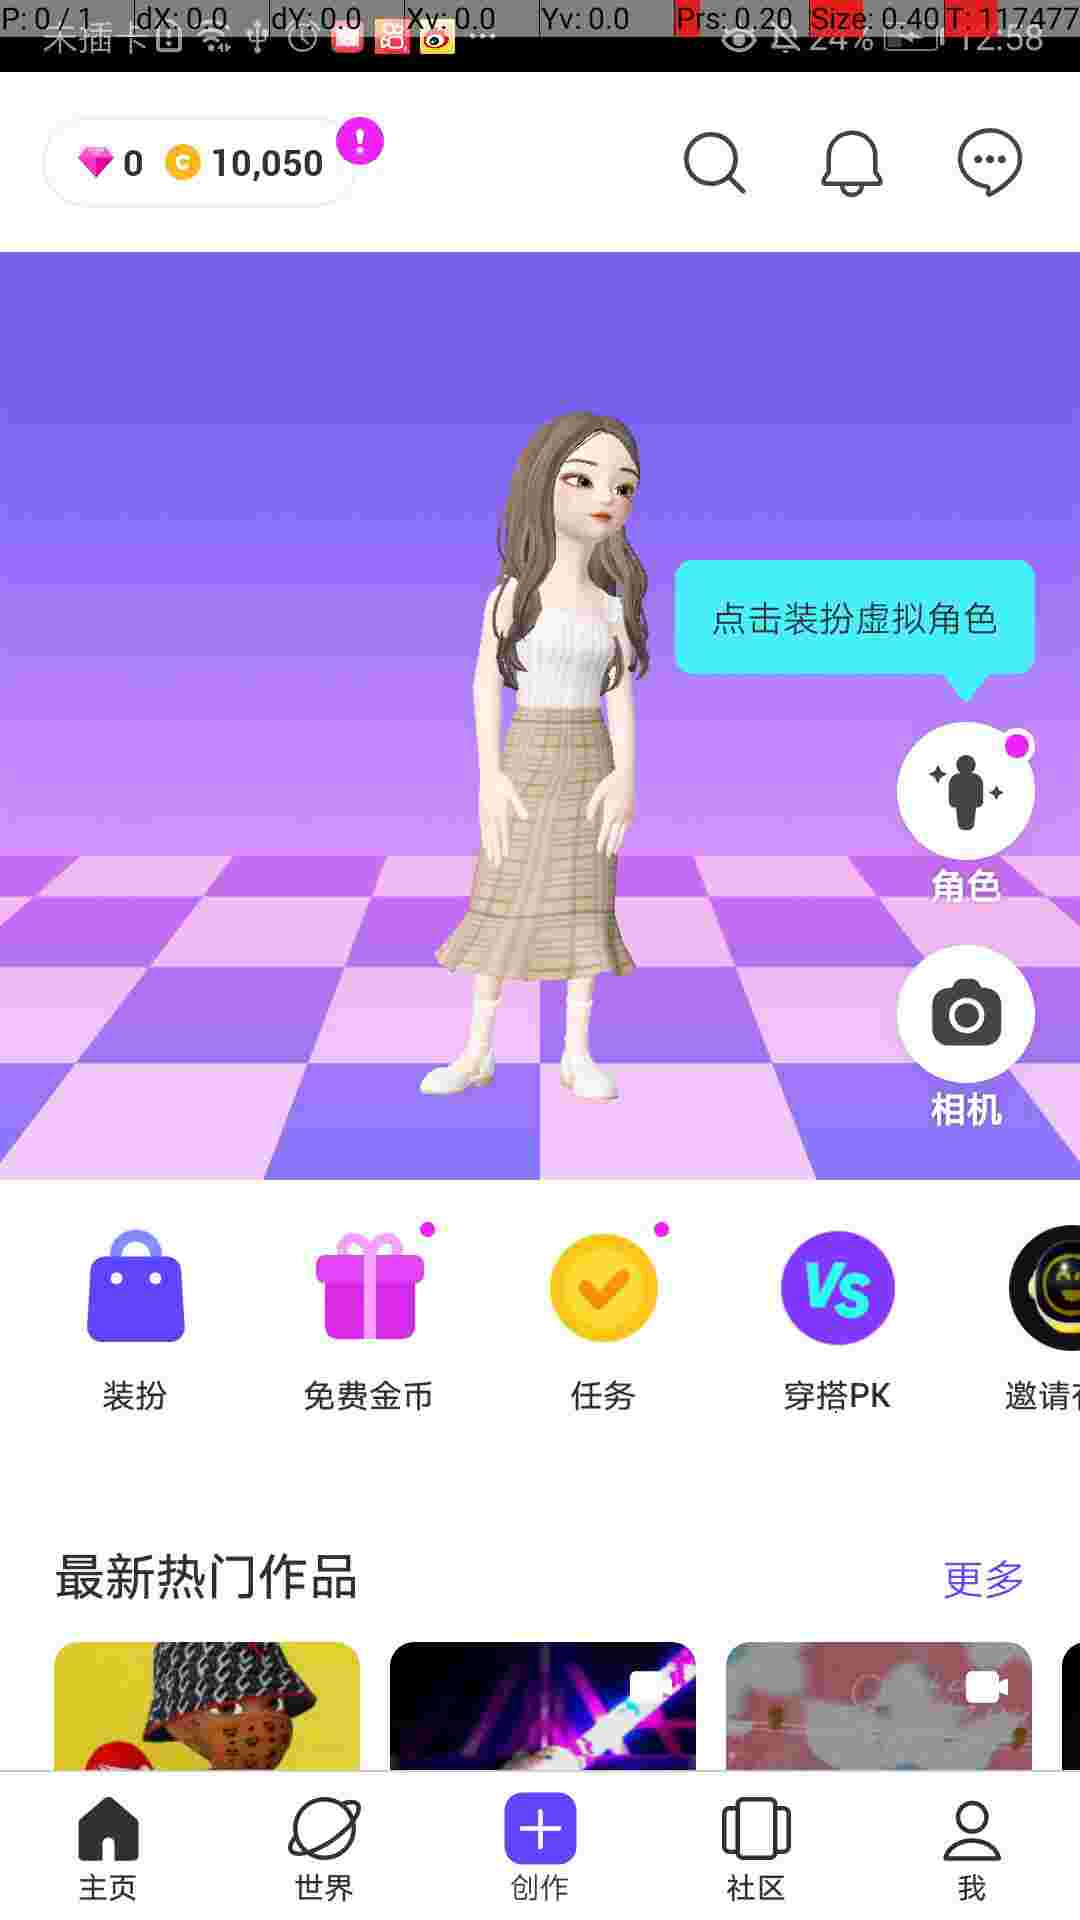 P: 0 / 1 dX: 0.0 dY: 0.0 Xv: 0.0 Yv: 0.0 Prs: 0.20 Size: 0.40 T: 117477
未插卡 24% 12:58
0 10,050
点击装扮虚拟角色
角色
相机
VS
装扮 免费金币 任务 穿搭PK 邀请
最新热门作品 更多
主页 世界 创作 社区 我